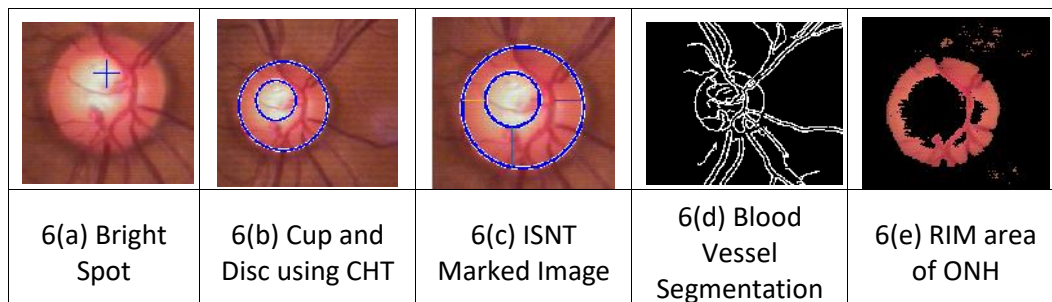 6(a) Bright
Spot
6(b) Cup and
Disc using CHT
6(c) ISNT
Marked Image
6(d) Blood
Vessel
Segmentation
6(e) RIM area
of ONH